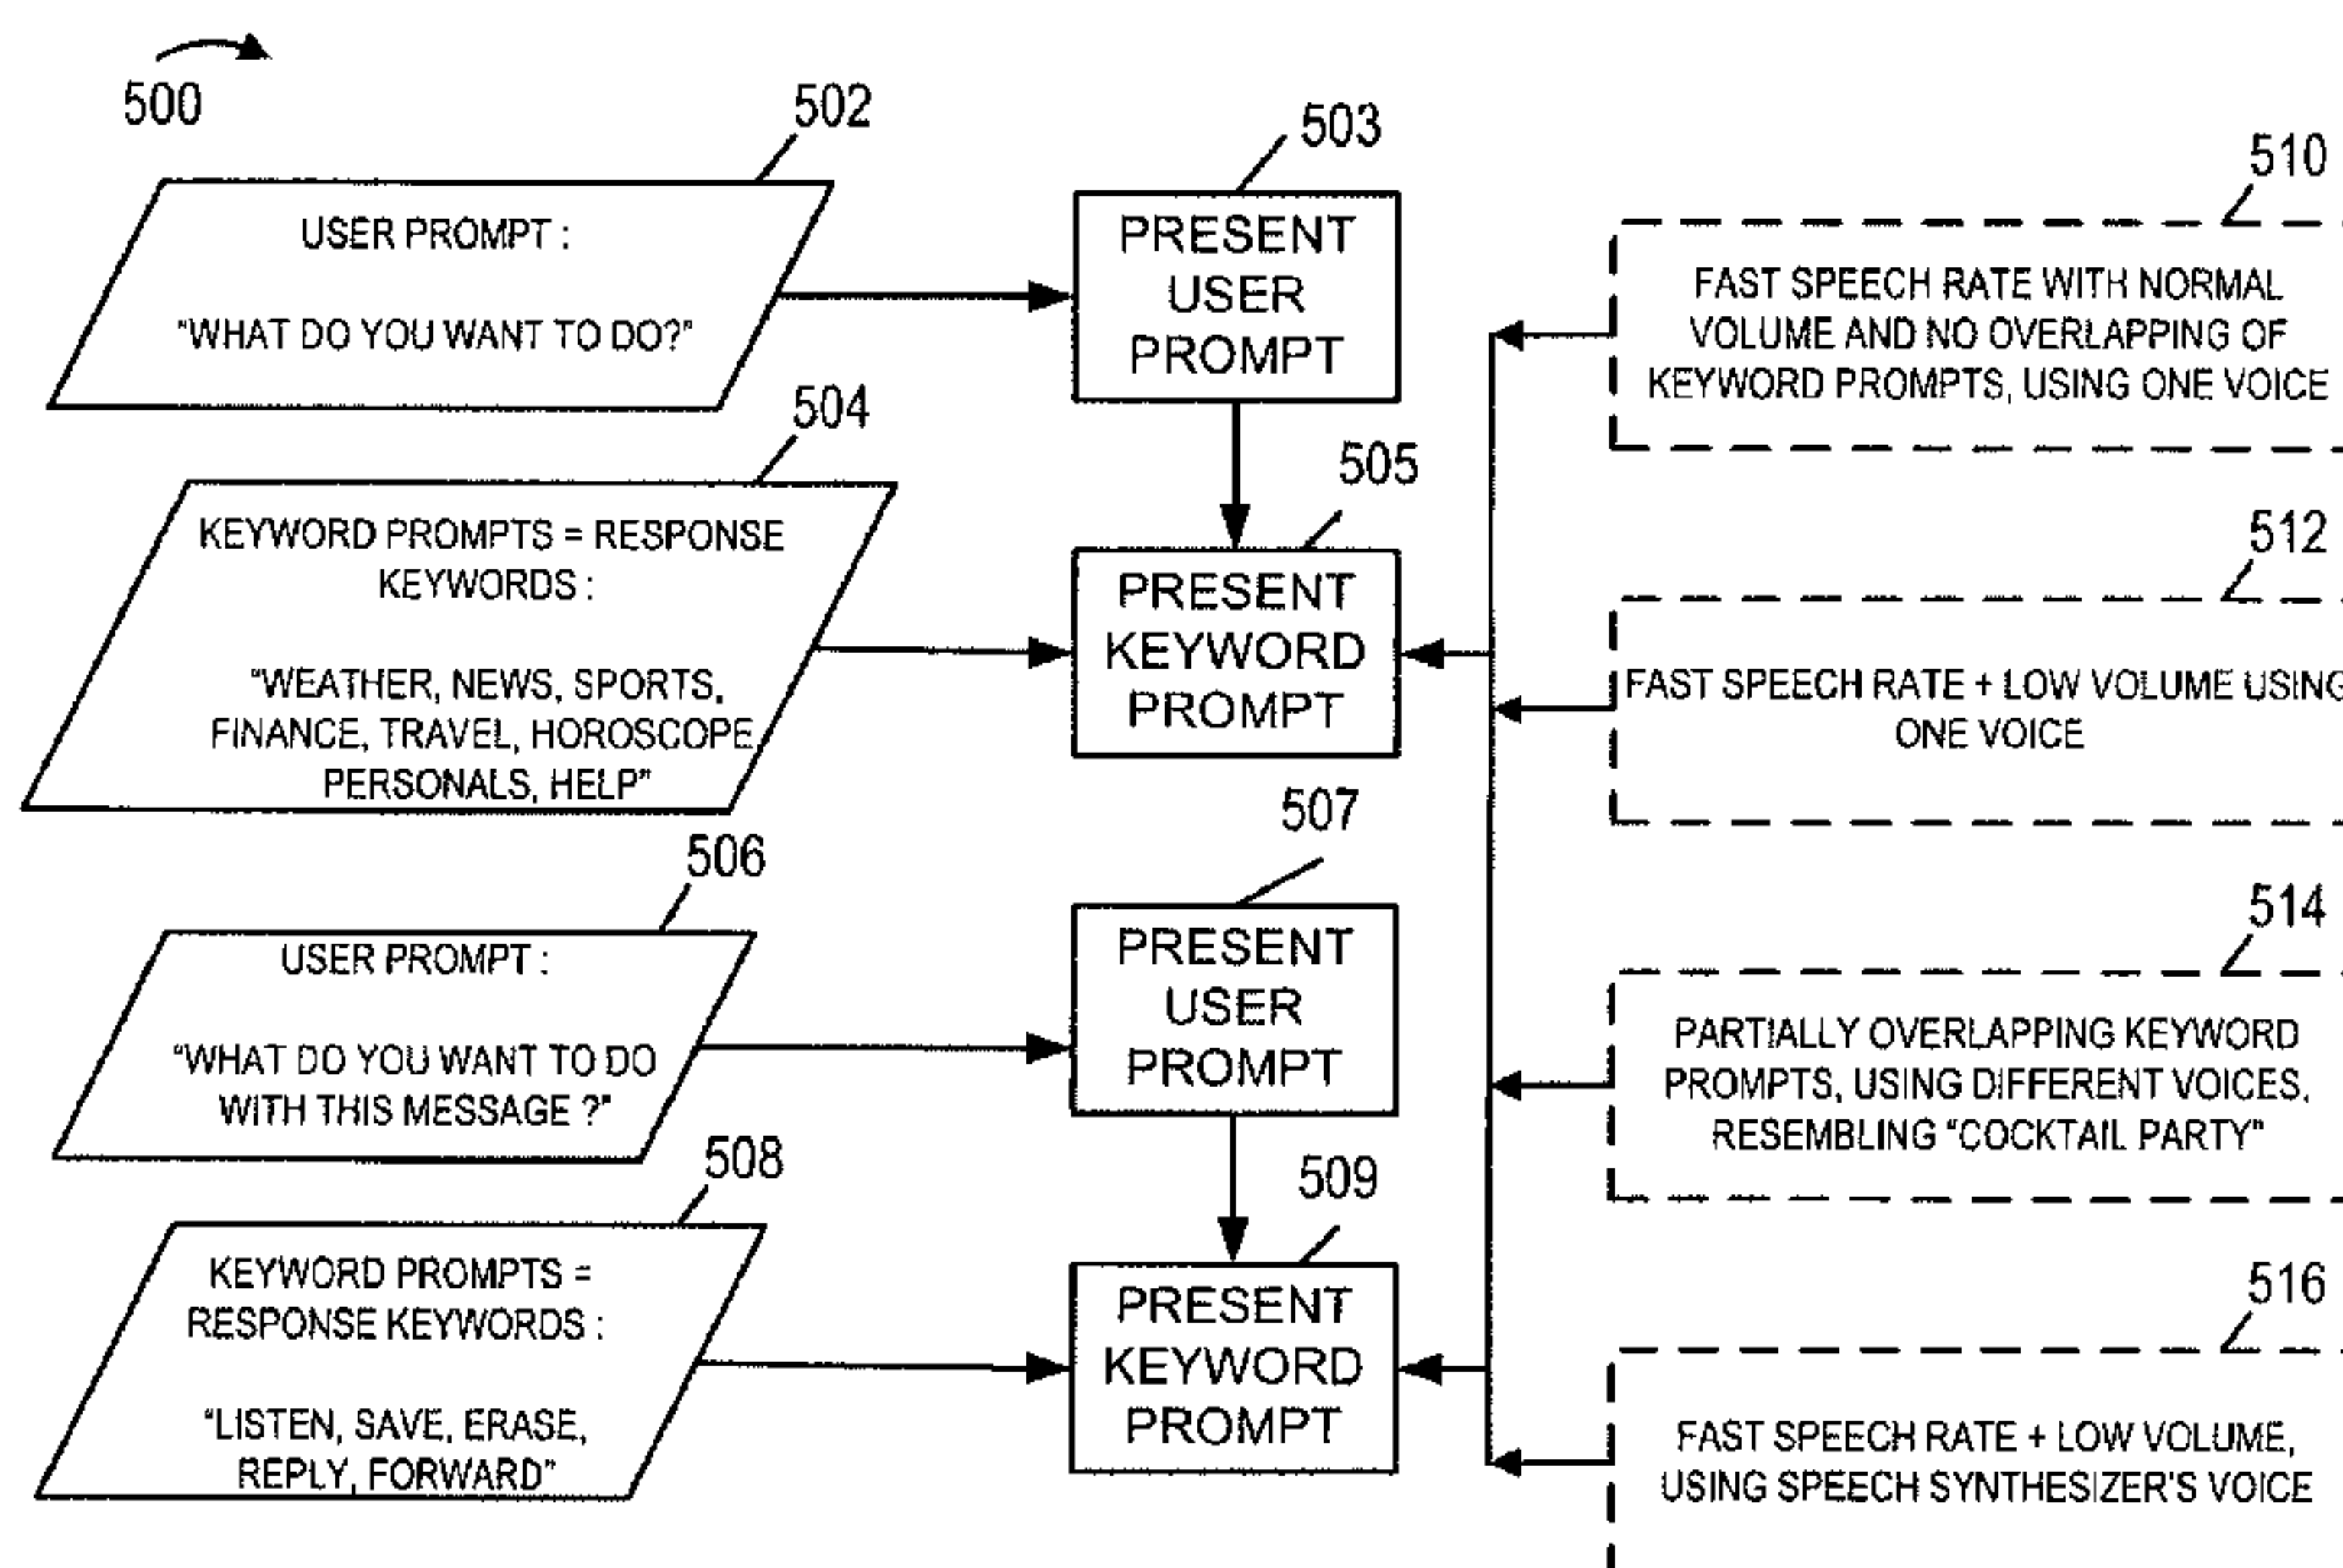 500
502
USER PROMPT :
"WHAT DO YOU WANT TO DO?"
503
PRESENT
USER
PROMPT
504
KEYWORD PROMPTS = RESPONSE
KEYWORDS :
"WEATHER, NEWS, SPORTS,
FINANCE, TRAVEL, HOROSCOPE,
PERSONALS, HELP"
505
PRESENT
KEYWORD
PROMPT
506
USER PROMPT :
"WHAT DO YOU WANT TO DO
WITH THIS MESSAGE ?"
507
PRESENT
USER
PROMPT
508
KEYWORD PROMPTS =
RESPONSE KEYWORDS :
"LISTEN, SAVE, ERASE,
REPLY, FORWARD"
509
PRESENT
KEYWORD
PROMPT
510
FAST SPEECH RATE WITH NORMAL
VOLUME AND NO OVERLAPPING OF
KEYWORD PROMPTS, USING ONE VOICE
512
FAST SPEECH RATE + LOW VOLUME USING
ONE VOICE
514
PARTIALLY OVERLAPPING KEYWORD
PROMPTS, USING DIFFERENT VOICES,
RESEMBLING "COCKTAIL PARTY"
516
FAST SPEECH RATE + LOW VOLUME,
USING SPEECH SYNTHESIZER'S VOICE